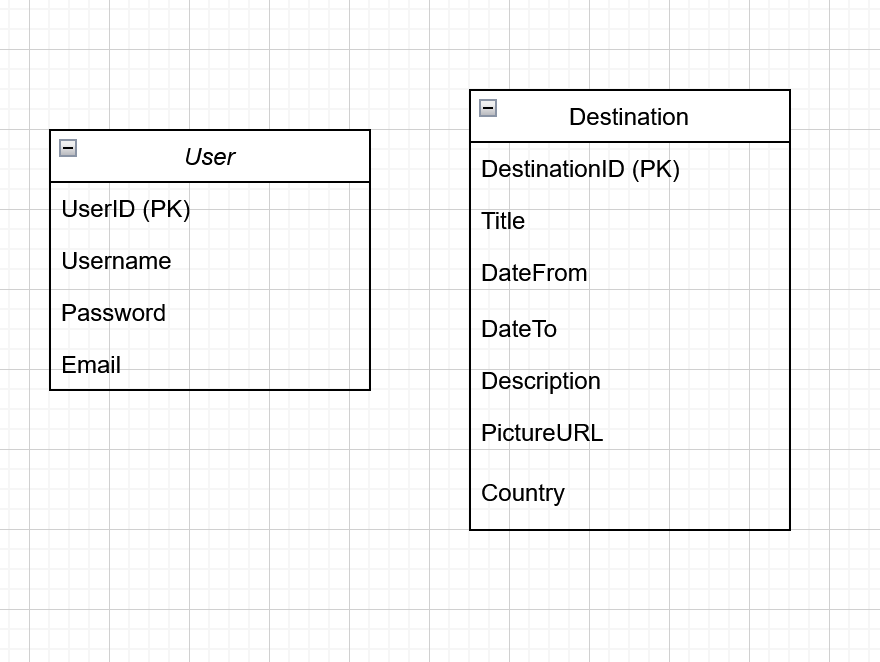 User
UserID (PK)
Username
Password
Email
Destination
DestinationID (PK)
Title
DateFrom
DateTo
Description
PictureURL
Country